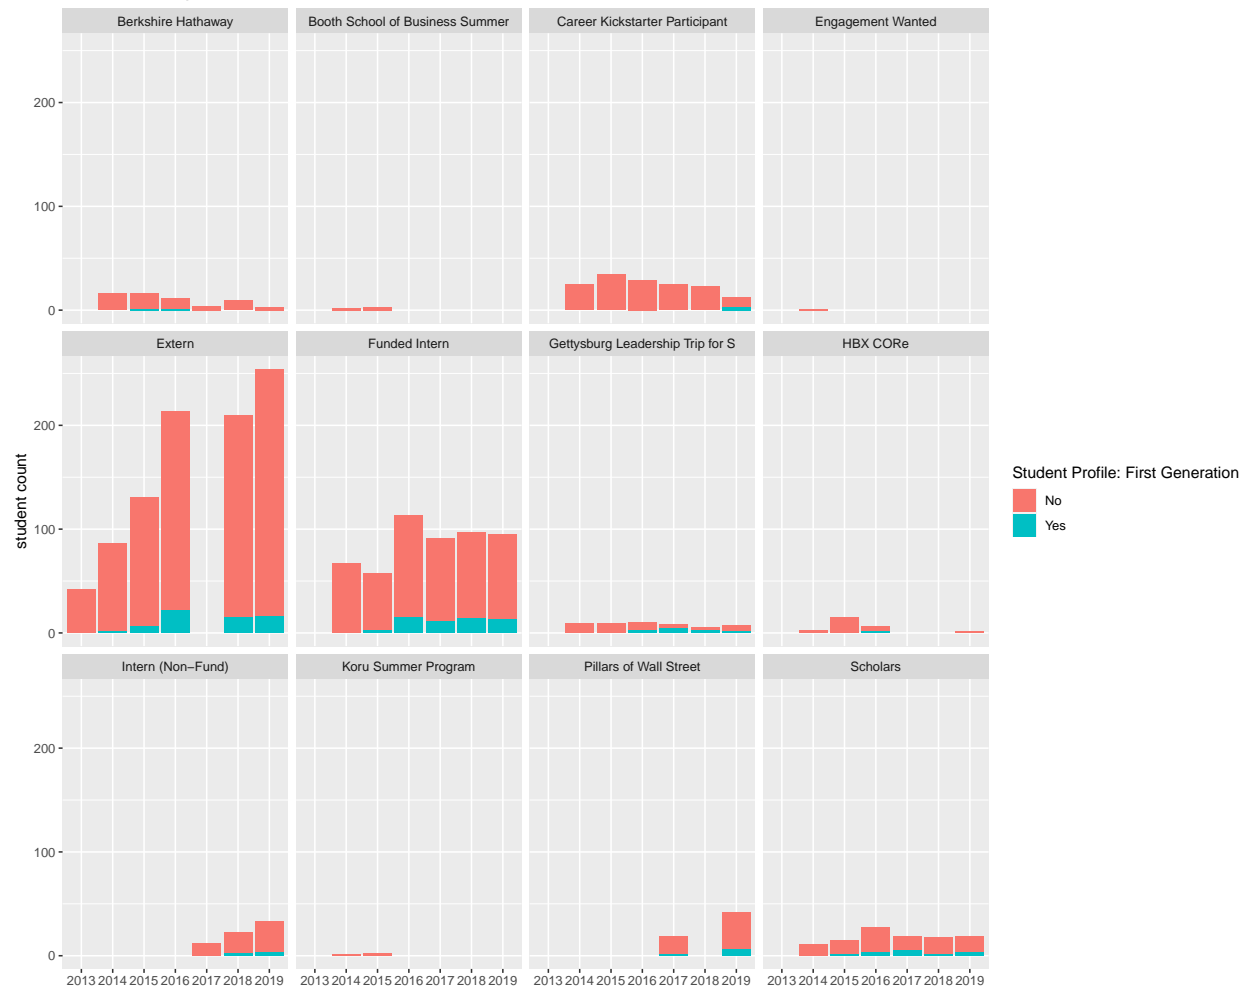 Berkshire Hathaway
Booth School of Business Summer
Career Kickstarter Participant
Engagement Wanted
200
100
0
Extern
Funded Intern
Gettysburg Leadership Trip for S
HBX CORe
200
100
0
student count
Student Profile: First Generation
No
Yes
Intern (Non−Fund)
Koru Summer Program
Pillars of Wall Street
Scholars
200
100
0
2013 2014 2015 2016 2017 2018 2019
2013 2014 2015 2016 2017 2018 2019
2013 2014 2015 2016 2017 2018 2019
2013 2014 2015 2016 2017 2018 2019